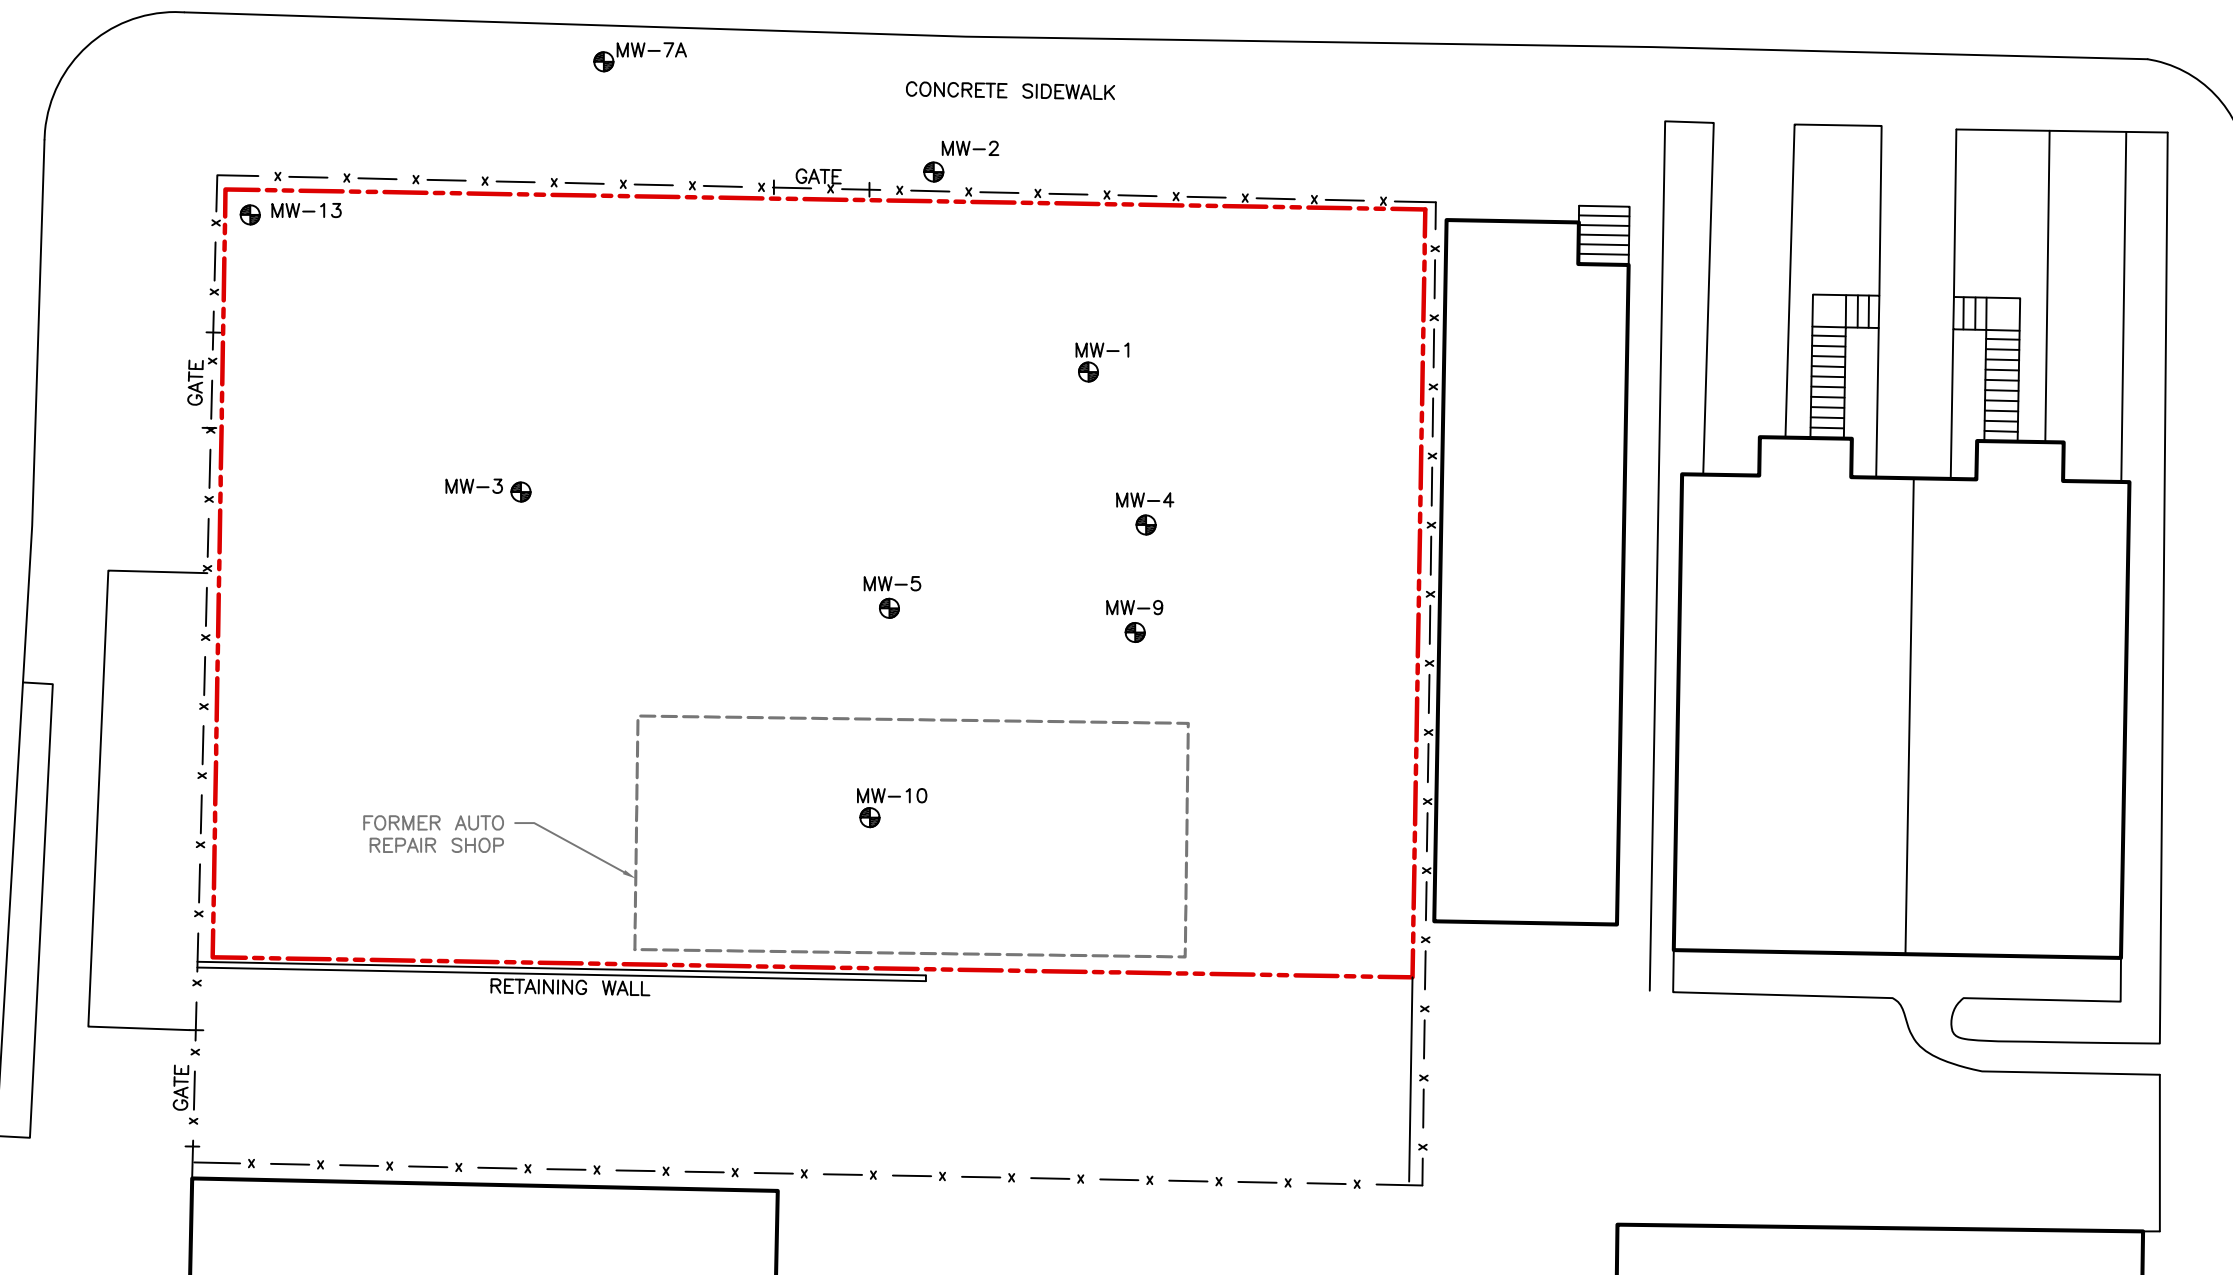 MW-7A
CONCRETE SIDEWALK
MW-2
GATE
MW-13
MW-1
GATE
MW-3
MW-4
MW-5
MW-9
MW-10
FORMER AUTO
REPAIR SHOP
RETAINING WALL
GATE